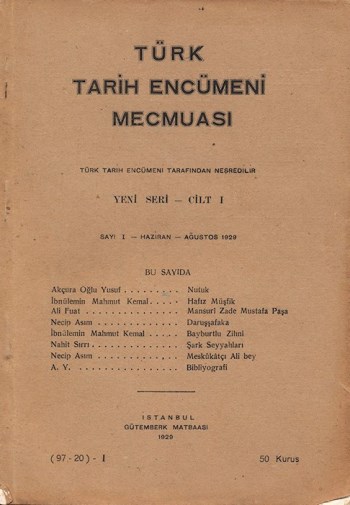 TÜRK
TARİH ENCÜMENİ
MECMUASI
TÜRK TARİH ENCÜMENİ TARAFINDAN NEŞREDİLİR
YENİ SERİ — CİLT I
SAYI I — HAZİRAN — AĞUSTOS 1929
BU SAYIDA
Akçura Oğlu Yusuf . . . . . . . . Nutuk
İbnülemin Mahmut Kemal . . . . Hafız Müşfik
Ali Fuat . . . . . . . . . . . . Mansurî Zade Mustafa Paşa
Necip Asım . . . . . . . . . . Darüşşafaka
İbnülemin Mahmut Kemal . . . Bayburtlu Zihni
Nahit Sırrı . . . . . . . . . . Şark Seyyahları
Necip Asım . . . . . . . . . . Meskûkâtçı Ali bey
A. Y. . . . . . . . . . . . . . Bibliyografi
ISTANBUL
GÜTEMBERK MATBAASI
1929
(97-20) - I 50 Kuruş